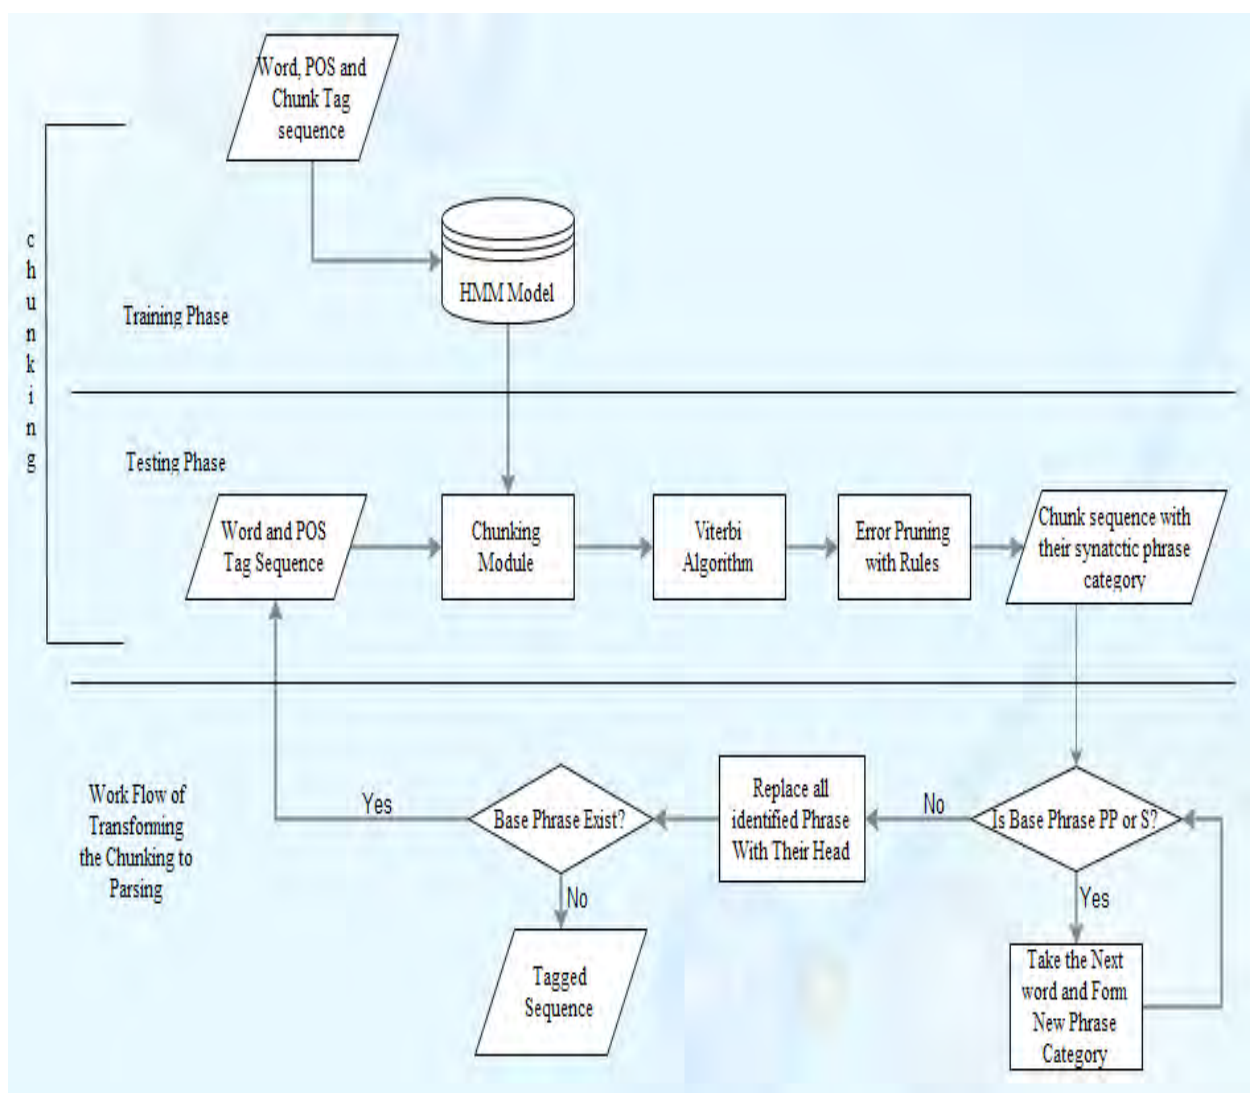 Word, POS and
Chunk Tag
sequence
chunking
HMM Model
Training Phase
Testing Phase
Word and POS
Tag Sequence
Chunking
Module
Viterbi
Algorithm
Error Pruning
with Rules
Chunk sequence with
their synatctic phrase
category
Work Flow of
Transforming
the Chunking to
Parsing
Yes
Base Phrase Exist?
No
Tagged
Sequence
Replace all
identified Phrase
With Their Head
No
Is Base Phrase PP or S?
Yes
Take the Next
word and Form
New Phrase
Category